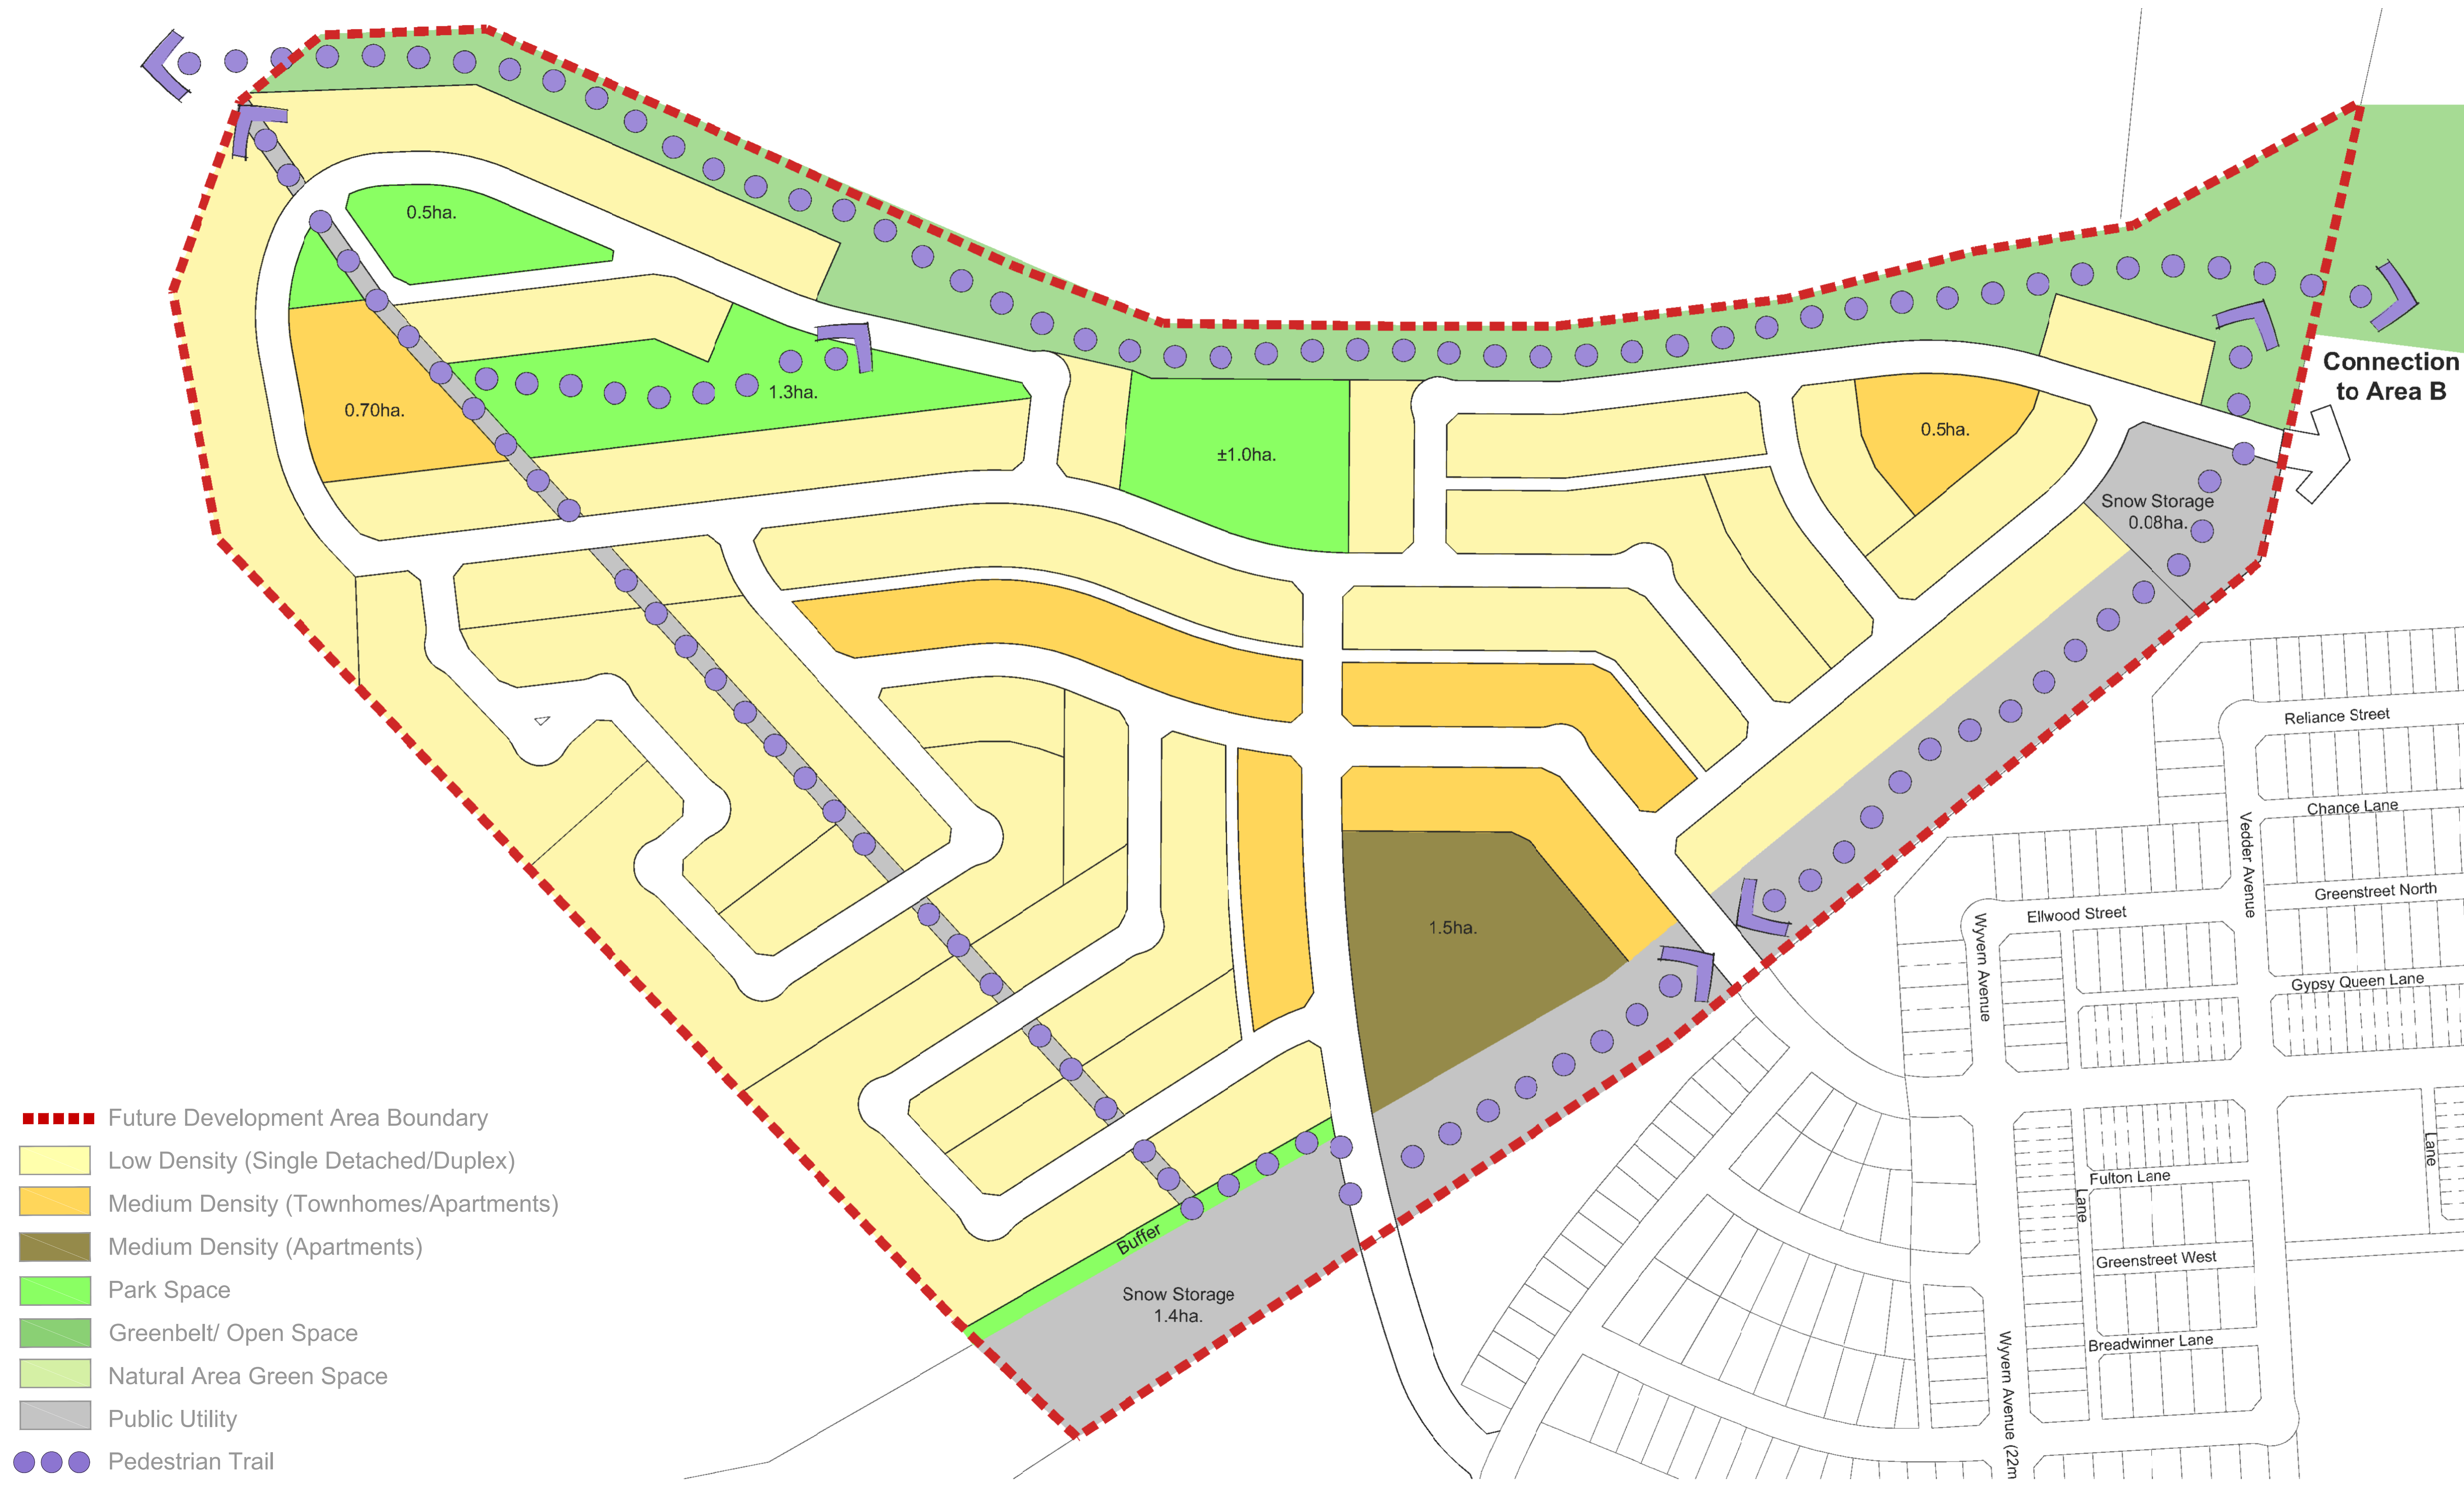 0.5ha.
0.70ha.
1.3ha.
±1.0ha.
0.5ha.
Connection
to Area B
Snow Storage
0.08ha.
1.5ha.
Buffer
Snow Storage
1.4ha.
Reliance Street
Chance Lane
Vedder Avenue
Greenstreet North
Ellwood Street
Wyvern Avenue
Gypsy Queen Lane
Lane
Fulton Lane
Lane
Greenstreet West
Breadwinner Lane
Wyvern Avenue (22m
Future Development Area Boundary
Low Density (Single Detached/Duplex)
Medium Density (Townhomes/Apartments)
Medium Density (Apartments)
Park Space
Greenbelt/ Open Space
Natural Area Green Space
Public Utility
Pedestrian Trail